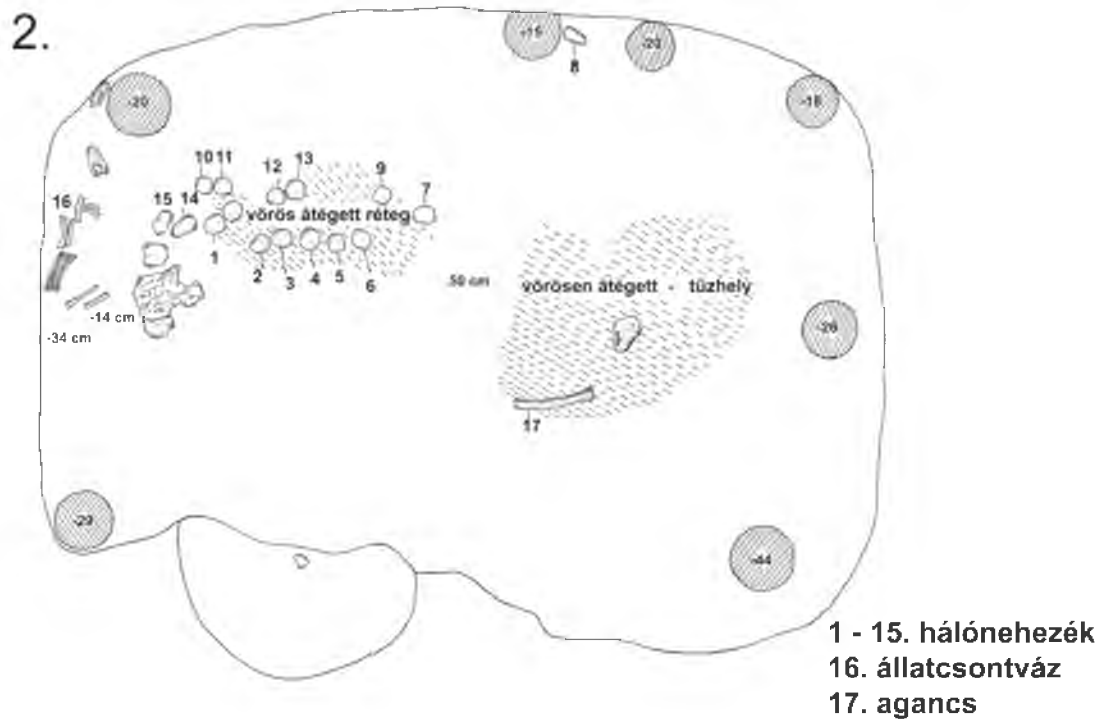 2.
-15
8
-20
-18
-20
10 11
12 13
9
7
16
15 14
vörös átégett réteg
1
2 3 4 5 6
50 cm
vörösen átégett - tűzhely
-14 cm
-34 cm
-26
17
-29
-44
1 - 15. hálónehezék
16. állatcsontváz
17. agancs